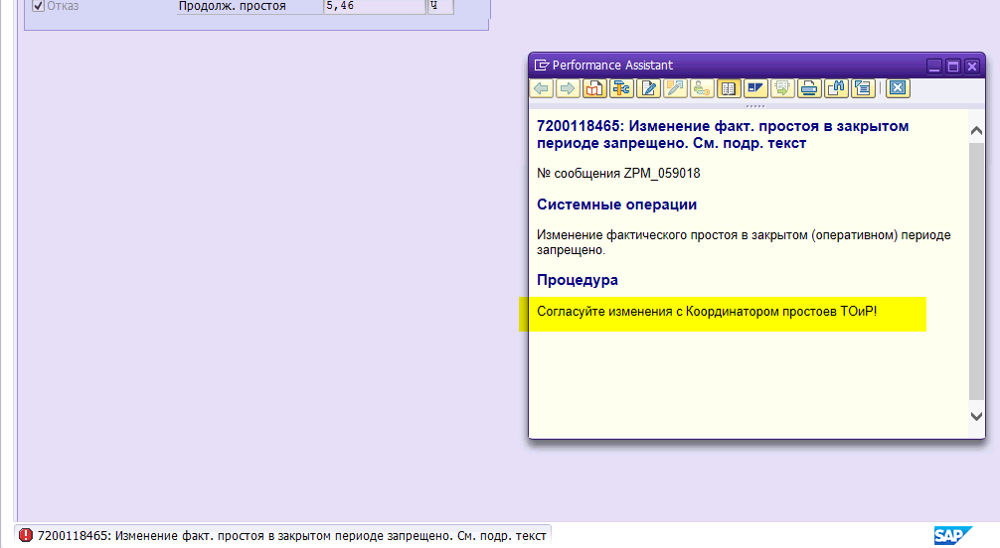 Отказ Продолж. простоя 5,46 Ч
Performance Assistant
7200118465: Изменение факт. простоя в закрытом
периоде запрещено. См. подр. текст
№ сообщения ZPM_059018
Системные операции
Изменение фактического простоя в закрытом (оперативном) периоде
запрещено.
Процедура
Согласуйте изменения с Координатором простоев ТОиР!
7200118465: Изменение факт. простоя в закрытом периоде запрещено. См. подр. текст
SAP